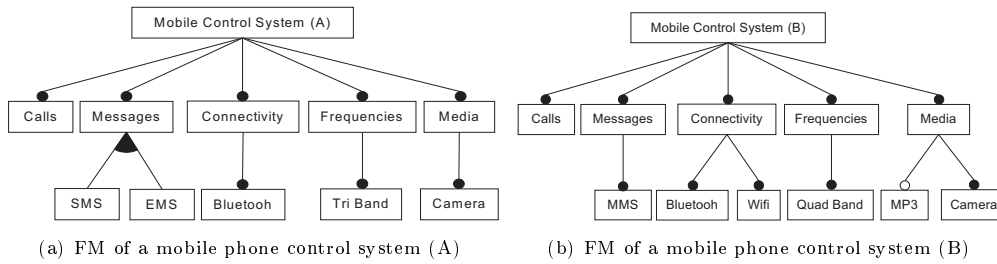 Mobile Control System (A)
Calls Messages Connectivity Frequencies Media
SMS EMS Bluetooh Tri Band Camera
(a) FM of a mobile phone control system (A)
Mobile Control System (B)
Calls Messages Connectivity Frequencies Media
MMS Bluetooh Wifi Quad Band MP3 Camera
(b) FM of a mobile phone control system (B)